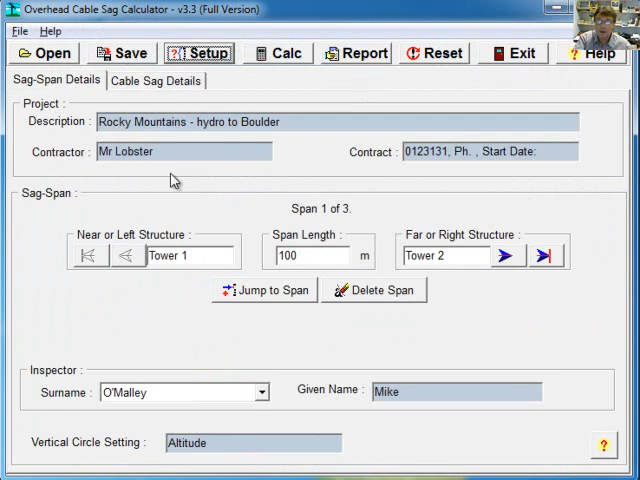 Overhead Cable Sag Calculator - v3.3 (Full Version)
File Help
Open Save Setup Calc Report Reset Exit Help
Sag-Span Details Cable Sag Details
Project :
Description : Rocky Mountains - hydro to Boulder
Contractor : Mr Lobster Contract : 0123131, Ph. , Start Date:
Sag-Span :
Span 1 of 3.
Near or Left Structure : Span Length : Far or Right Structure :
Tower 1 100 m Tower 2
Jump to Span Delete Span
Inspector :
Surname : O'Malley Given Name : Mike
Vertical Circle Setting : Altitude ?